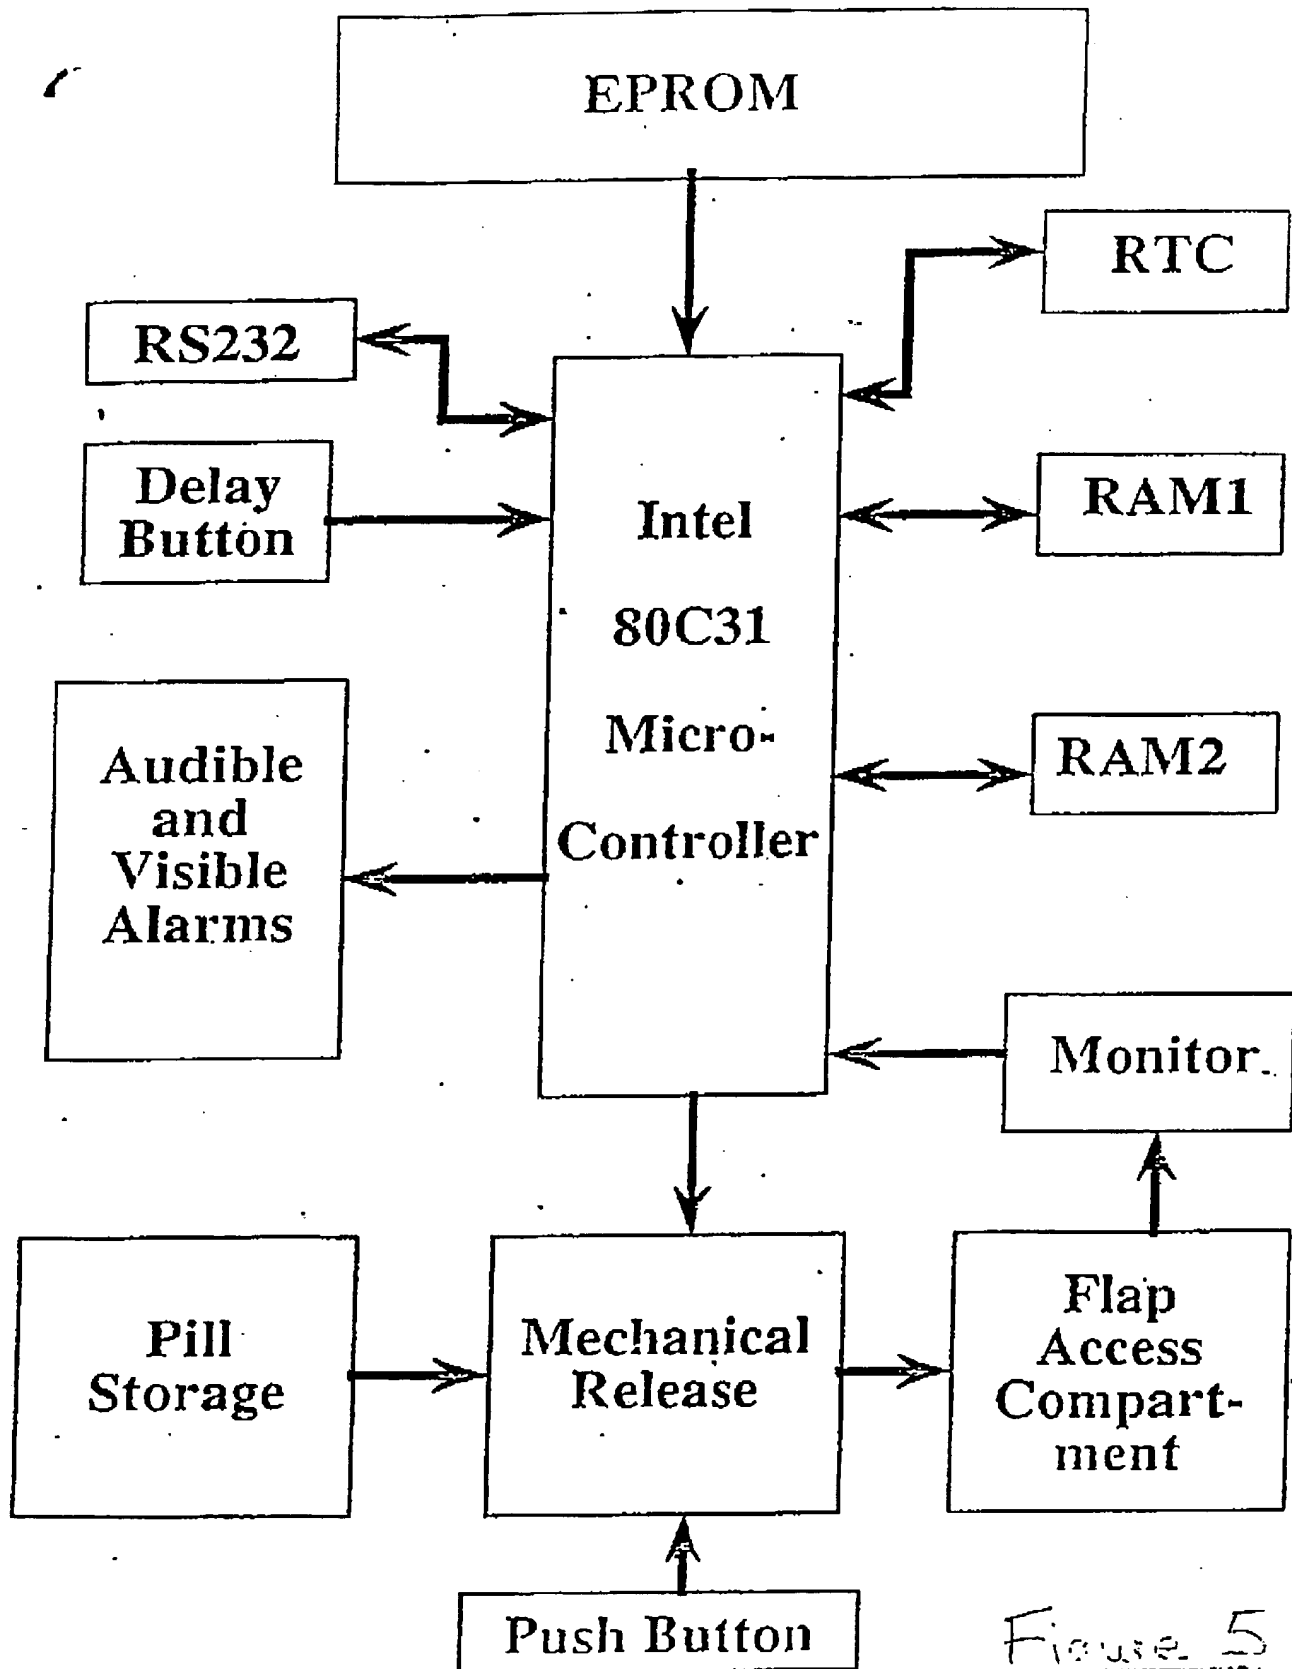 EPROM
RTC
RS232
Delay
Button
RAM1
Intel
80C31
Micro-
Controller
RAM2
Audible
and
Visible
Alarms
Monitor
Pill
Storage
Mechanical
Release
Flap
Access
Compart-
ment
Push Button
Figure 5